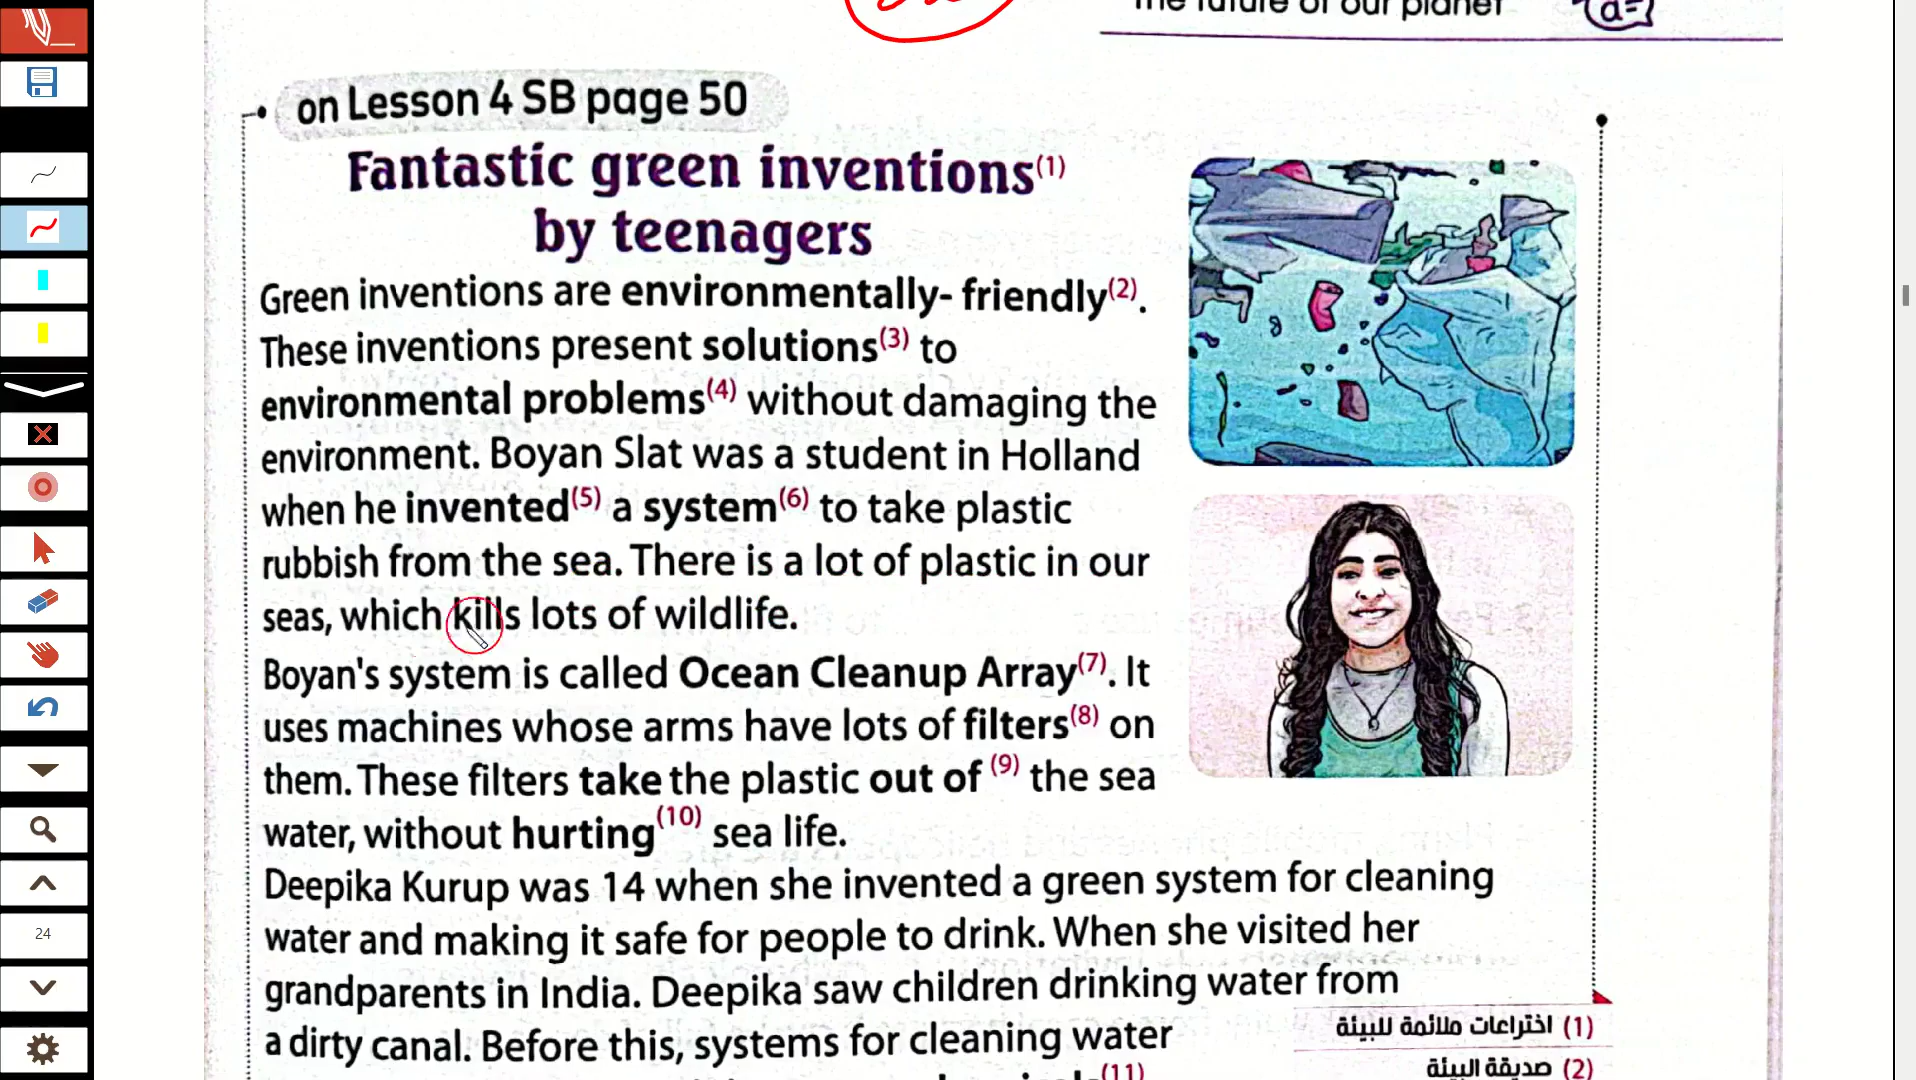 The future of our planet
on Lesson 4 SB page 50
Fantastic green inventions(1)
by teenagers
Green inventions are environmentally- friendly(2).
These inventions present solutions(3) to
environmental problems(4) without damaging the
environment. Boyan Slat was a student in Holland
when he invented(5) a system(6) to take plastic
rubbish from the sea. There is a lot of plastic in our
seas, which kills lots of wildlife.
Boyan's system is called Ocean Cleanup Array(7). It
uses machines whose arms have lots of filters(8) on
them. These filters take the plastic out of (9) the sea
water, without hurting(10) sea life.
Deepika Kurup was 14 when she invented a green system for cleaning
water and making it safe for people to drink. When she visited her
grandparents in India. Deepika saw children drinking water from
a dirty canal. Before this, systems for cleaning water
(11)
(1) اختراعات ملائمة للبيئة
(2) صديقة البيئة
24